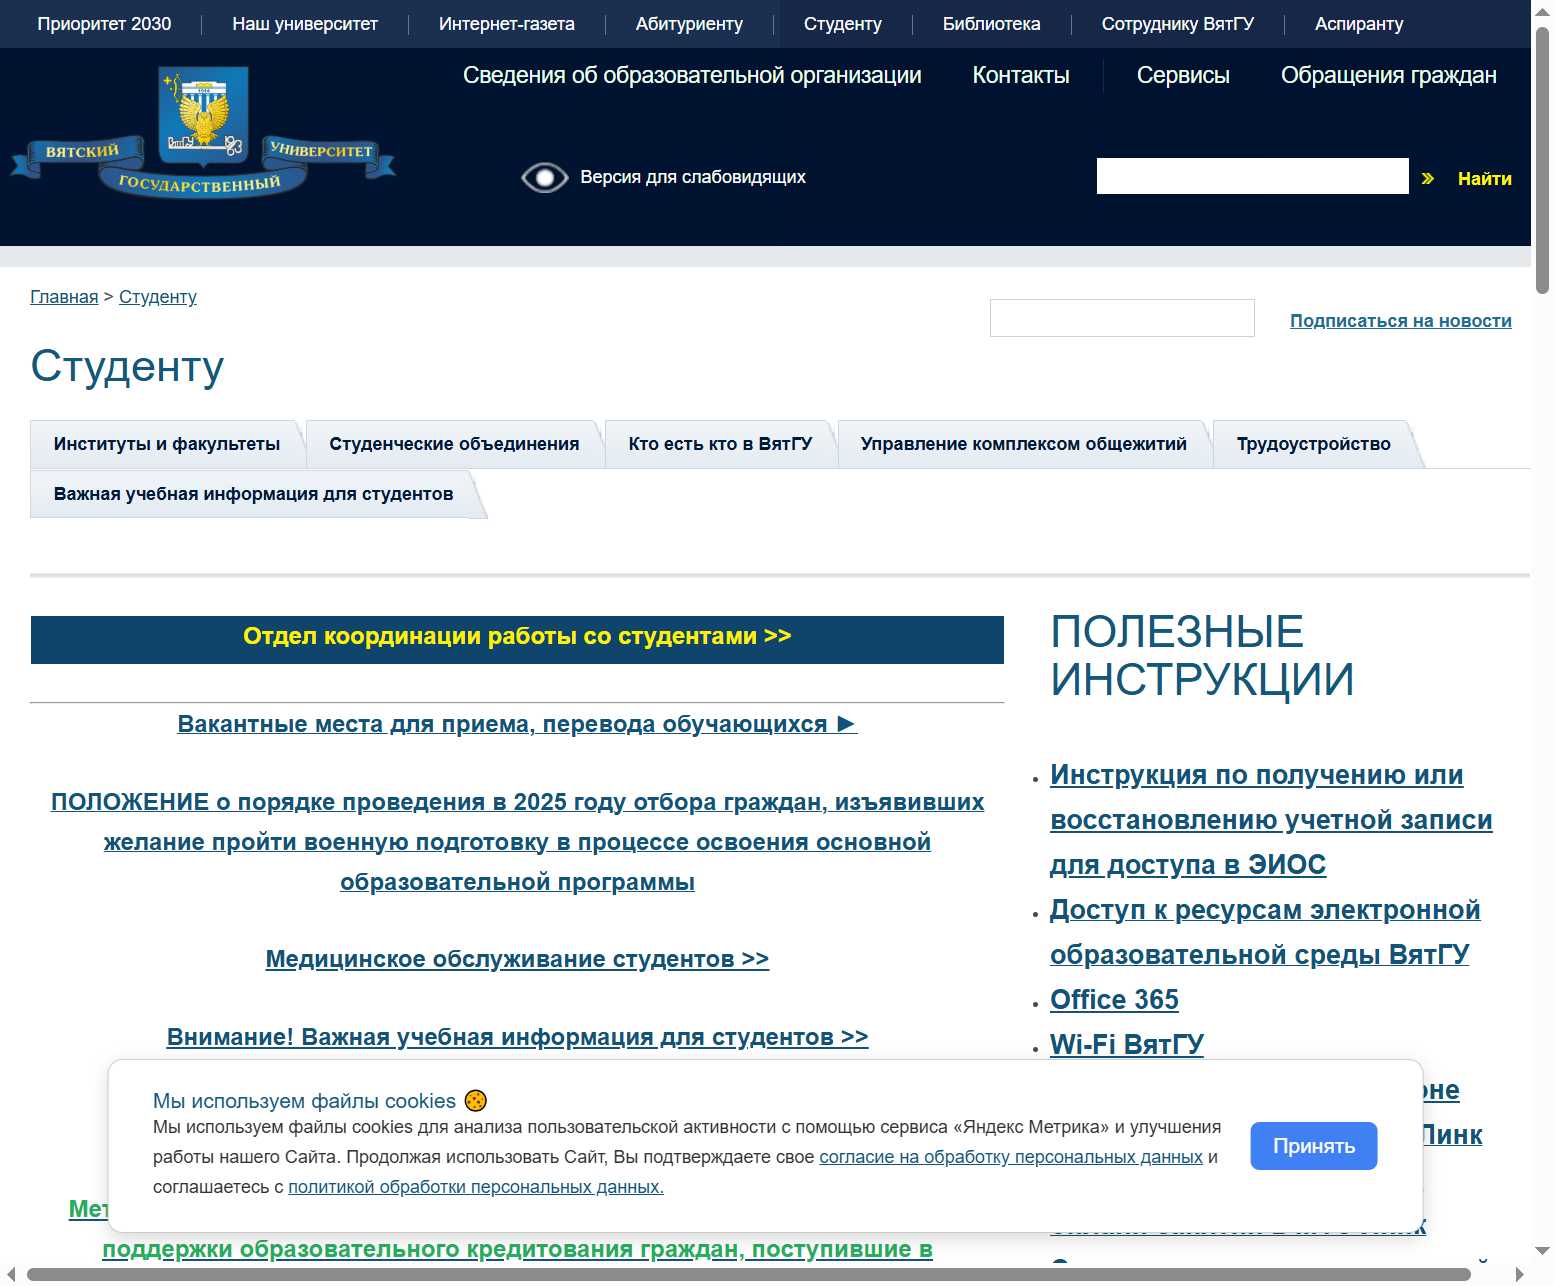 Приоритет 2030
Наш университет
Интернет-газета
Абитуриенту
Студенту
Библиотека
Сотруднику ВятГУ
Аспиранту
Сведения об образовательной организации
Контакты
Сервисы
Обращения граждан
1914
ВЯТСКИЙ
ГОСУДАРСТВЕННЫЙ
УНИВЕРСИТЕТ
Версия для слабовидящих
Найти
Главная > Студенту
Подписаться на новости
Студенту
Институты и факультеты
Студенческие объединения
Кто есть кто в ВятГУ
Управление комплексом общежитий
Трудоустройство
Важная учебная информация для студентов
Отдел координации работы со студентами >>
Вакантные места для приема, перевода обучающихся ►
ПОЛОЖЕНИЕ о порядке проведения в 2025 году отбора граждан, изъявивших
желание пройти военную подготовку в процессе освоения основной
образовательной программы
Медицинское обслуживание студентов >>
Внимание! Важная учебная информация для студентов >>
поддержки образовательного кредитования граждан, поступившие в
ПОЛЕЗНЫЕ
ИНСТРУКЦИИ
Инструкция по получению или
восстановлению учетной записи
для доступа в ЭИОС
Доступ к ресурсам электронной
образовательной среды ВятГУ
Office 365
Wi-Fi ВятГУ
Мы используем файлы cookies
Мы используем файлы cookies для анализа пользовательской активности с помощью сервиса «Яндекс Метрика» и улучшения
работы нашего Сайта. Продолжая использовать Сайт, Вы подтверждаете свое согласие на обработку персональных данных и
соглашаетесь с политикой обработки персональных данных.
Принять